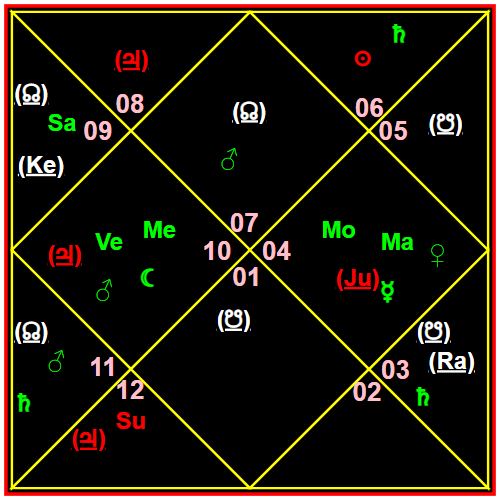 ♄
(♃) ☉
(☊) 08 06
Sa 09 (☊) 05 (☋)
(Ke) ♂
07
Ve Me Mo Ma ♀
(♃) 10 04
♂ ☾ 01 (Ju) ☿
(☊) (☋) (☋)
♂ 11 03 (Ra)
♄ 12 02 ♄
(♃) Su